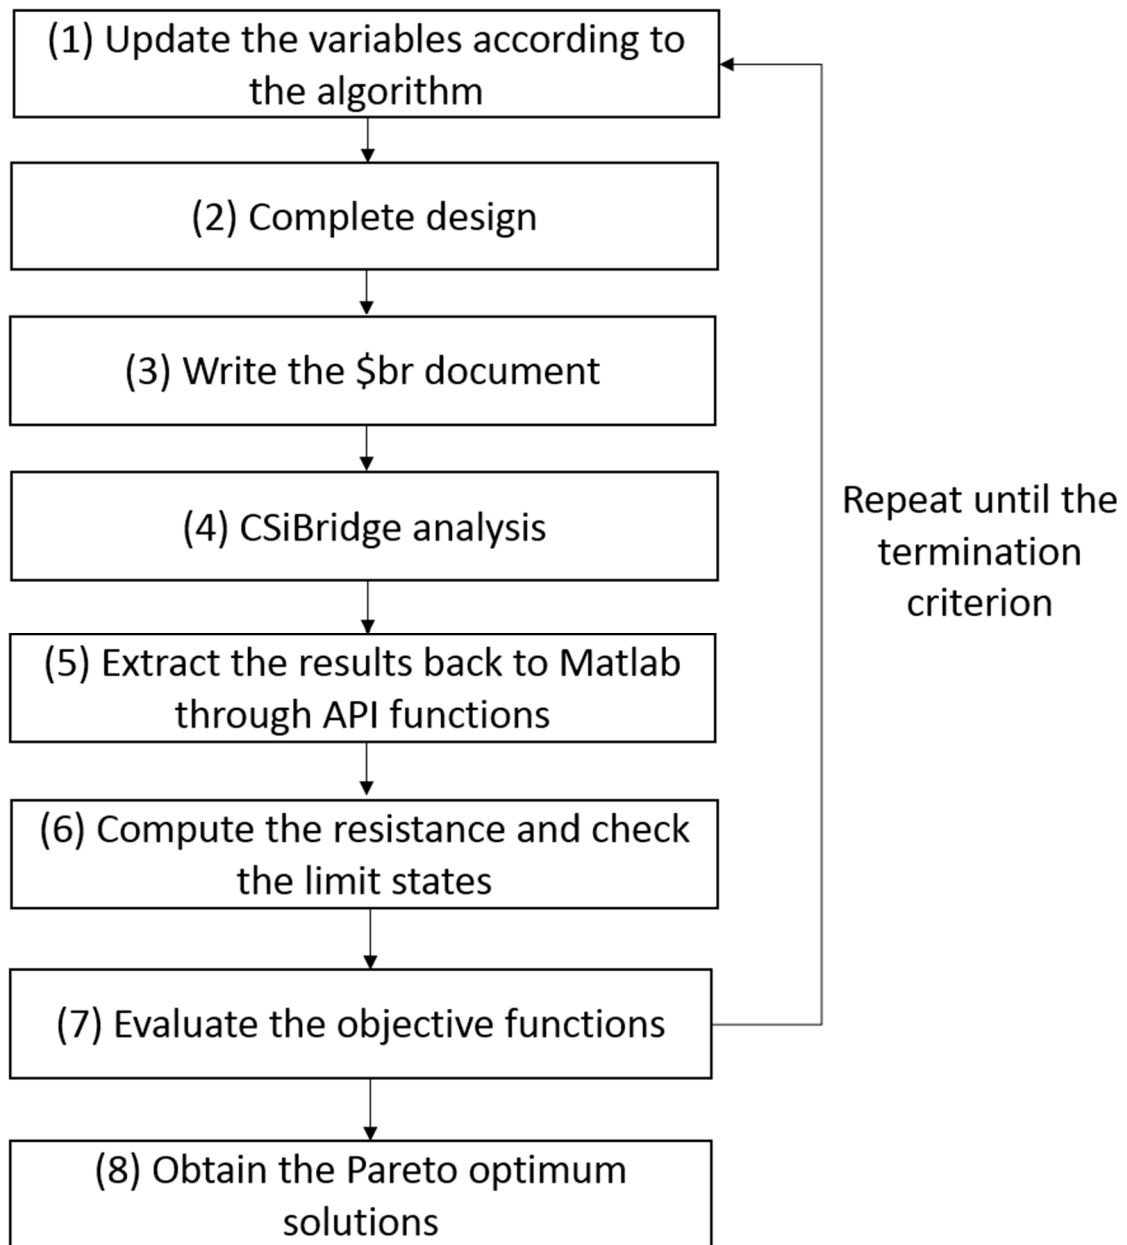 (1) Update the variables according to
the algorithm
(2) Complete design
(3) Write the $br document
(4) CSiBridge analysis
(5) Extract the results back to Matlab
through API functions
(6) Compute the resistance and check
the limit states
(7) Evaluate the objective functions
(8) Obtain the Pareto optimum
solutions
Repeat until the
termination
criterion